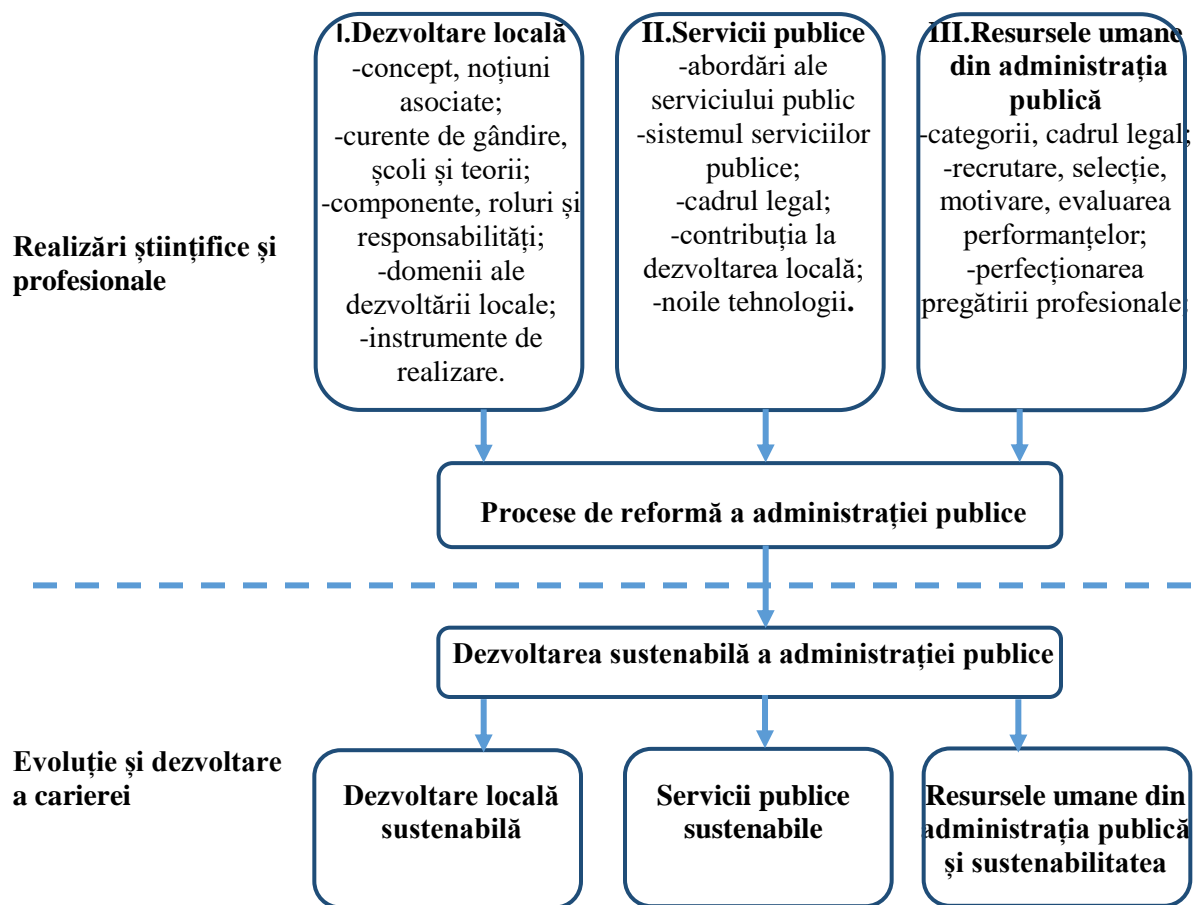 I.Dezvoltare locală
-concept, noțiuni
asociate;
-curente de gândire,
școli și teorii;
-componente, roluri și
responsabilități;
-domenii ale
dezvoltării locale;
-instrumente de
realizare.
II.Servicii publice
-abordări ale
serviciului public
-sistemul serviciilor
publice;
-cadrul legal;
-contribuția la
dezvoltarea locală;
-noile tehnologii.
III.Resursele umane
din administrația
publică
-categorii, cadrul legal;
-recrutare, selecție,
motivare, evaluarea
performanțelor;
-perfecționarea
pregătirii profesionale;
Realizări științifice și
profesionale
Procese de reformă a administrației publice
Dezvoltarea sustenabilă a administrației publice
Evoluție și dezvoltare
a carierei
Dezvoltare locală
sustenabilă
Servicii publice
sustenabile
Resursele umane din
administrația publică
și sustenabilitatea